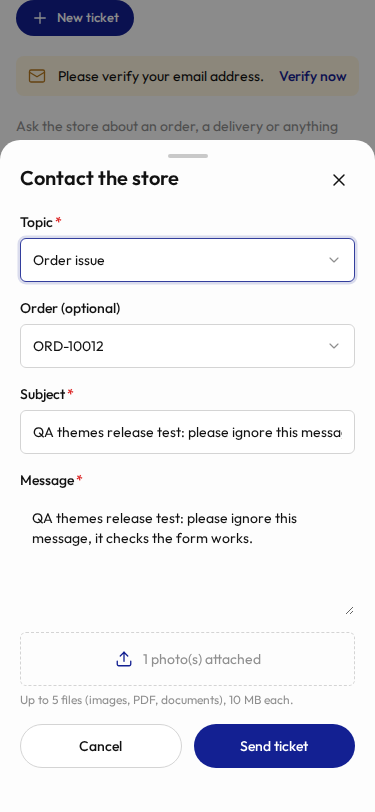 New ticket
Please verify your email address. Verify now
Ask the store about an order, a delivery or anything
Contact the store
Topic *
Order issue
Order (optional)
ORD-10012
Subject *
QA themes release test: please ignore this messa
Message *
QA themes release test: please ignore this
message, it checks the form works.
1 photo(s) attached
Up to 5 files (images, PDF, documents), 10 MB each.
Cancel
Send ticket